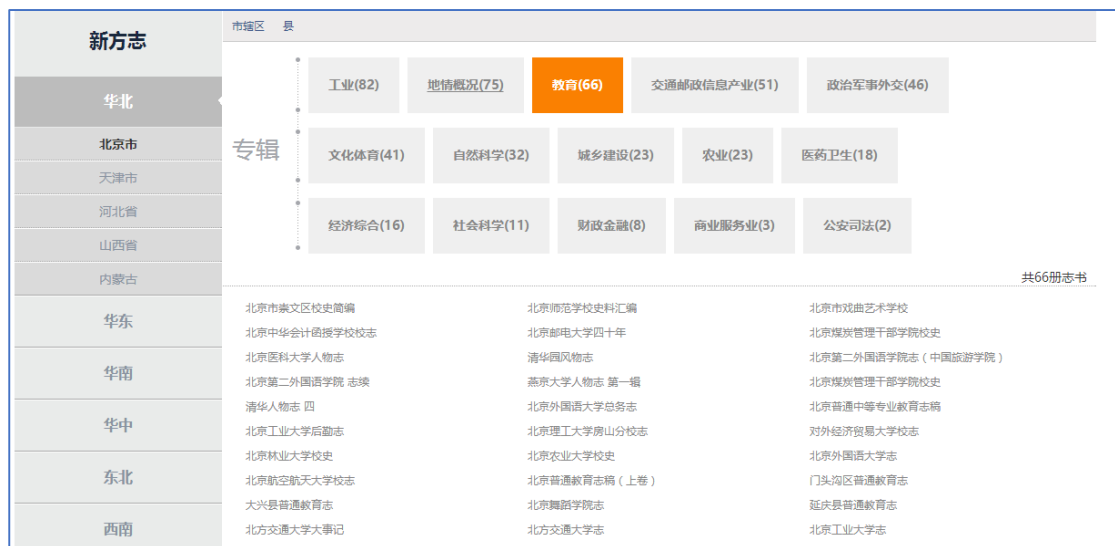 新方志
华北
北京市
天津市
河北省
山西省
内蒙古
华东
华南
华中
东北
西南
市辖区 县
专辑
工业(82) 地情概况(75) 教育(66) 交通邮政信息产业(51) 政治军事外交(46)
文化体育(41) 自然科学(32) 城乡建设(23) 农业(23) 医药卫生(18)
经济综合(16) 社会科学(11) 财政金融(8) 商业服务业(3) 公安司法(2)
共66册志书
北京市崇文区校史简编 北京师范学校史料汇编 北京市戏曲艺术学校
北京中华会计函授学校校志 北京邮电大学四十年 北京煤炭管理干部学院校史
北京医科大学人物志 清华园风物志 北京第二外国语学院志（中国旅游学院）
北京第二外国语学院 志续 燕京大学人物志 第一辑 北京煤炭管理干部学院校史
清华人物志 四 北京外国语大学总务志 北京普通中等专业教育志稿
北京工业大学后勤志 北京理工大学房山分校志 对外经济贸易大学校志
北京林业大学校史 北京农业大学校史 北京外国语大学志
北京航空航天大学校志 北京普通教育志稿（上卷） 门头沟区普通教育志
大兴县普通教育志 北京舞蹈学院志 延庆县普通教育志
北方交通大学大事记 北方交通大学志 北京工业大学志